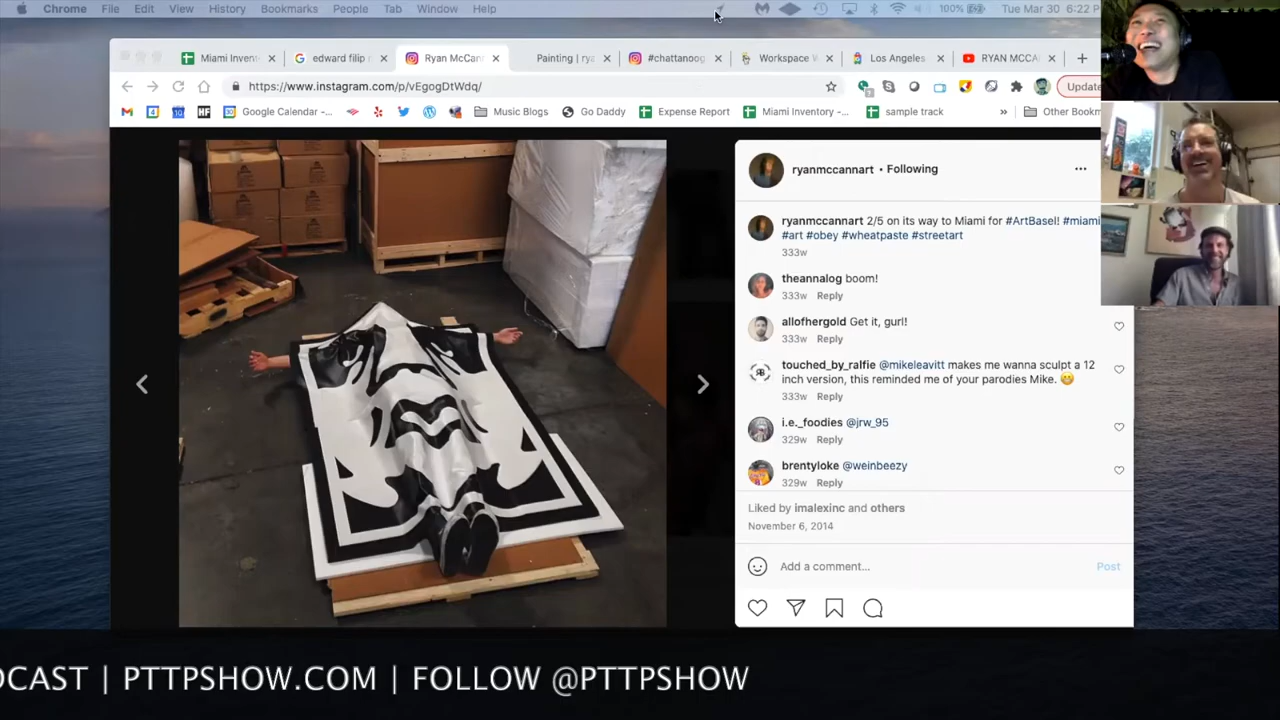 Chrome File Edit View History Bookmarks People Tab Window Help 100% Tue Mar 30 6:22 P
Miami Inven edward filip Ryan McCan Painting | rya #chattanoog Workspace V Los Angeles RYAN MCCA
https://www.instagram.com/p/vEgogDtWdq/ Update
Google Calendar -... Music Blogs Go Daddy Expense Report Miami Inventory -... sample track » Other Bookm
ryanmccannart • Following
ryanmccannart 2/5 on its way to Miami for #ArtBasel! #miami
#art #obey #wheatpaste #streetart
333w
theannalog boom!
333w Reply
allofhergold Get it, gurl!
333w Reply
touched_by_ralfie @mikeleavitt makes me wanna sculpt a 12
inch version, this reminded me of your parodies Mike. 😁
333w Reply
i.e._foodies @jrw_95
329w Reply
brentyloke @weinbeezy
329w Reply
Liked by imalexinc and others
November 6, 2014
Add a comment... Post
DCAST | PTTPSHOW.COM | FOLLOW @PTTPSHOW